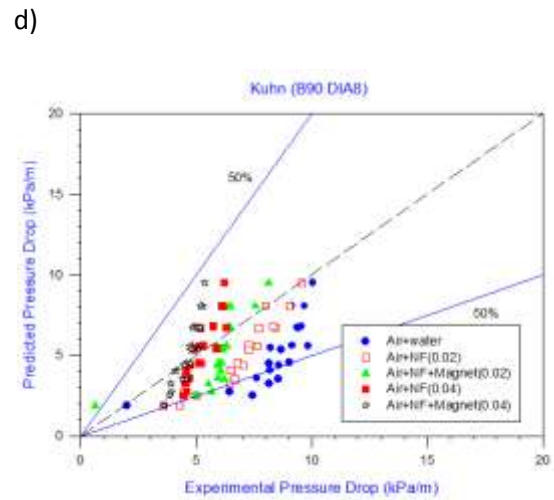 d)
Kuhn (B90 DIA8)
20
15
10
5
0
Predicted Pressure Drop (kPa/m)
50%
50%
Air+water
Air+NF(0.02)
Air+NF+Magnet(0.02)
Air+NF(0.04)
Air+NF+Magnet(0.04)
0 5 10 15 20
Experimental Pressure Drop (kPa/m)